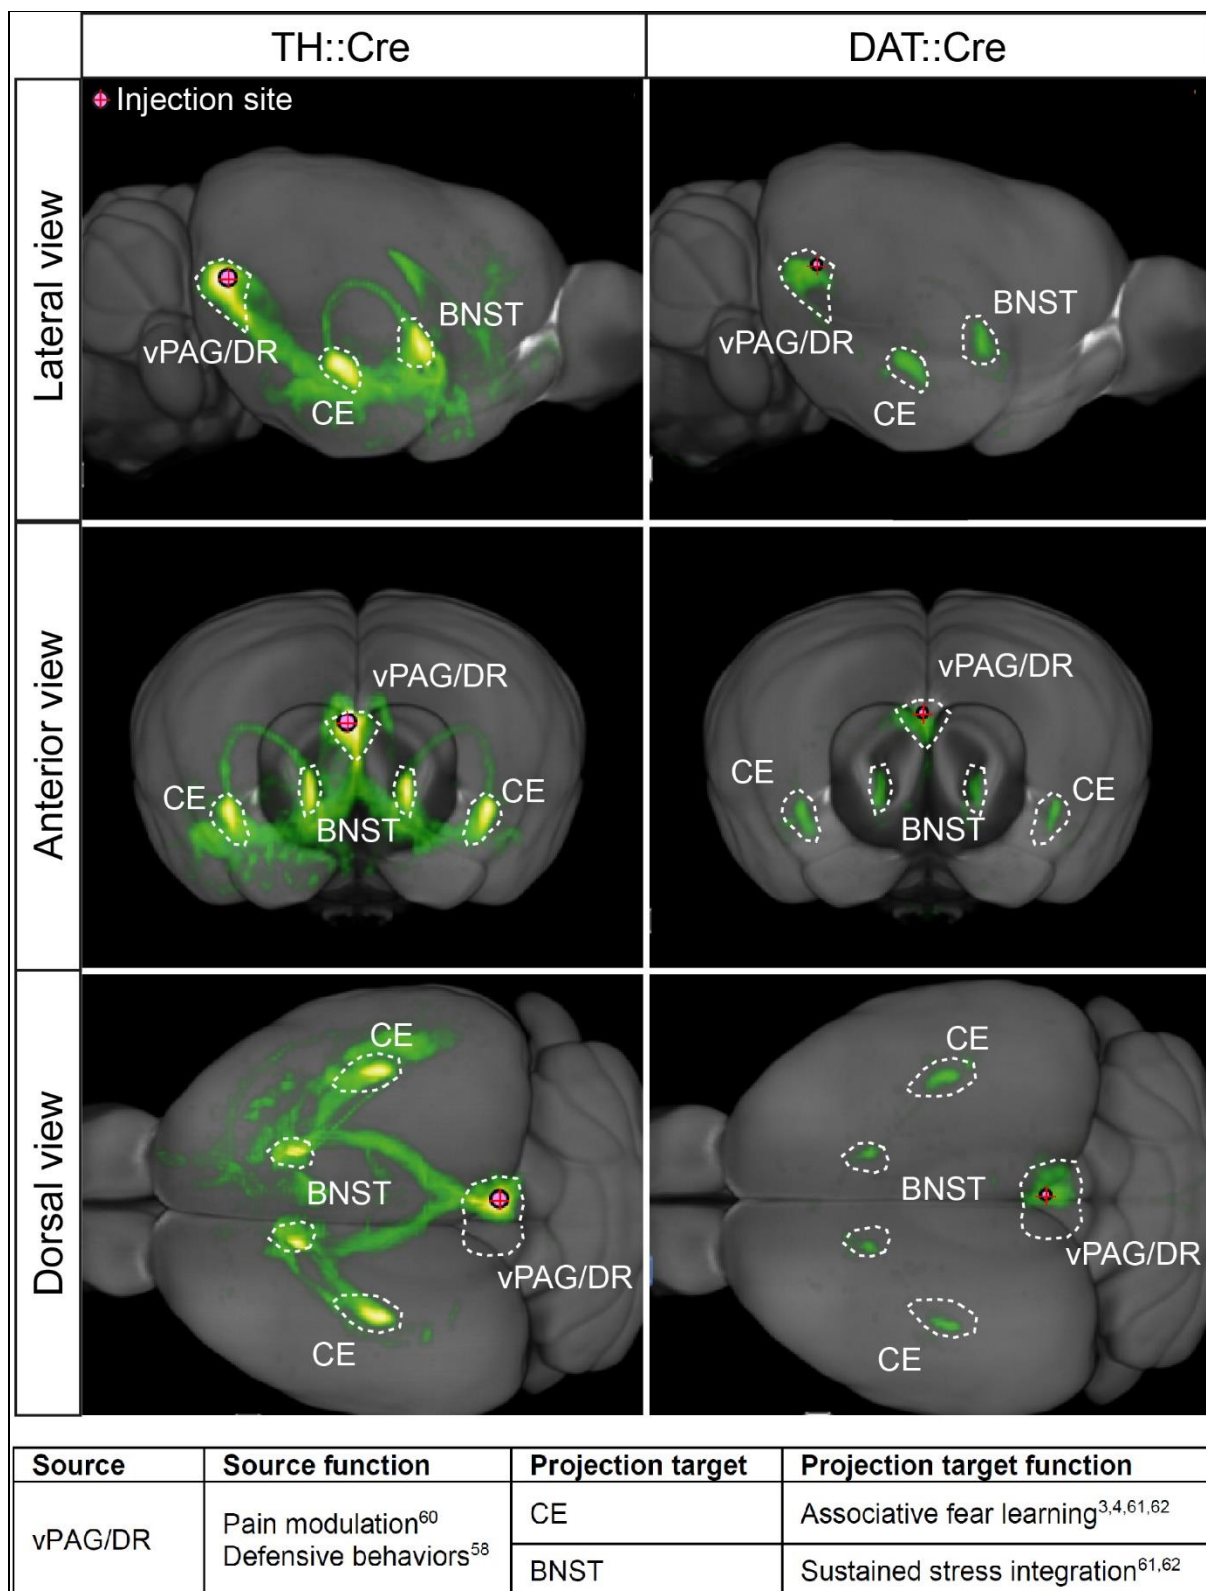 TH::Cre
DAT::Cre
Lateral view
Injection site
vPAG/DR
CE
BNST
vPAG/DR
CE
BNST
Anterior view
vPAG/DR
CE
BNST
CE
vPAG/DR
CE
BNST
CE
Dorsal view
CE
BNST
vPAG/DR
CE
CE
BNST
vPAG/DR
CE
Source Source function Projection target Projection target function
vPAG/DR
Pain modulation⁶⁰
Defensive behaviors⁵⁸
CE Associative fear learning³,⁴,⁶¹,⁶²
BNST Sustained stress integration⁶¹,⁶²